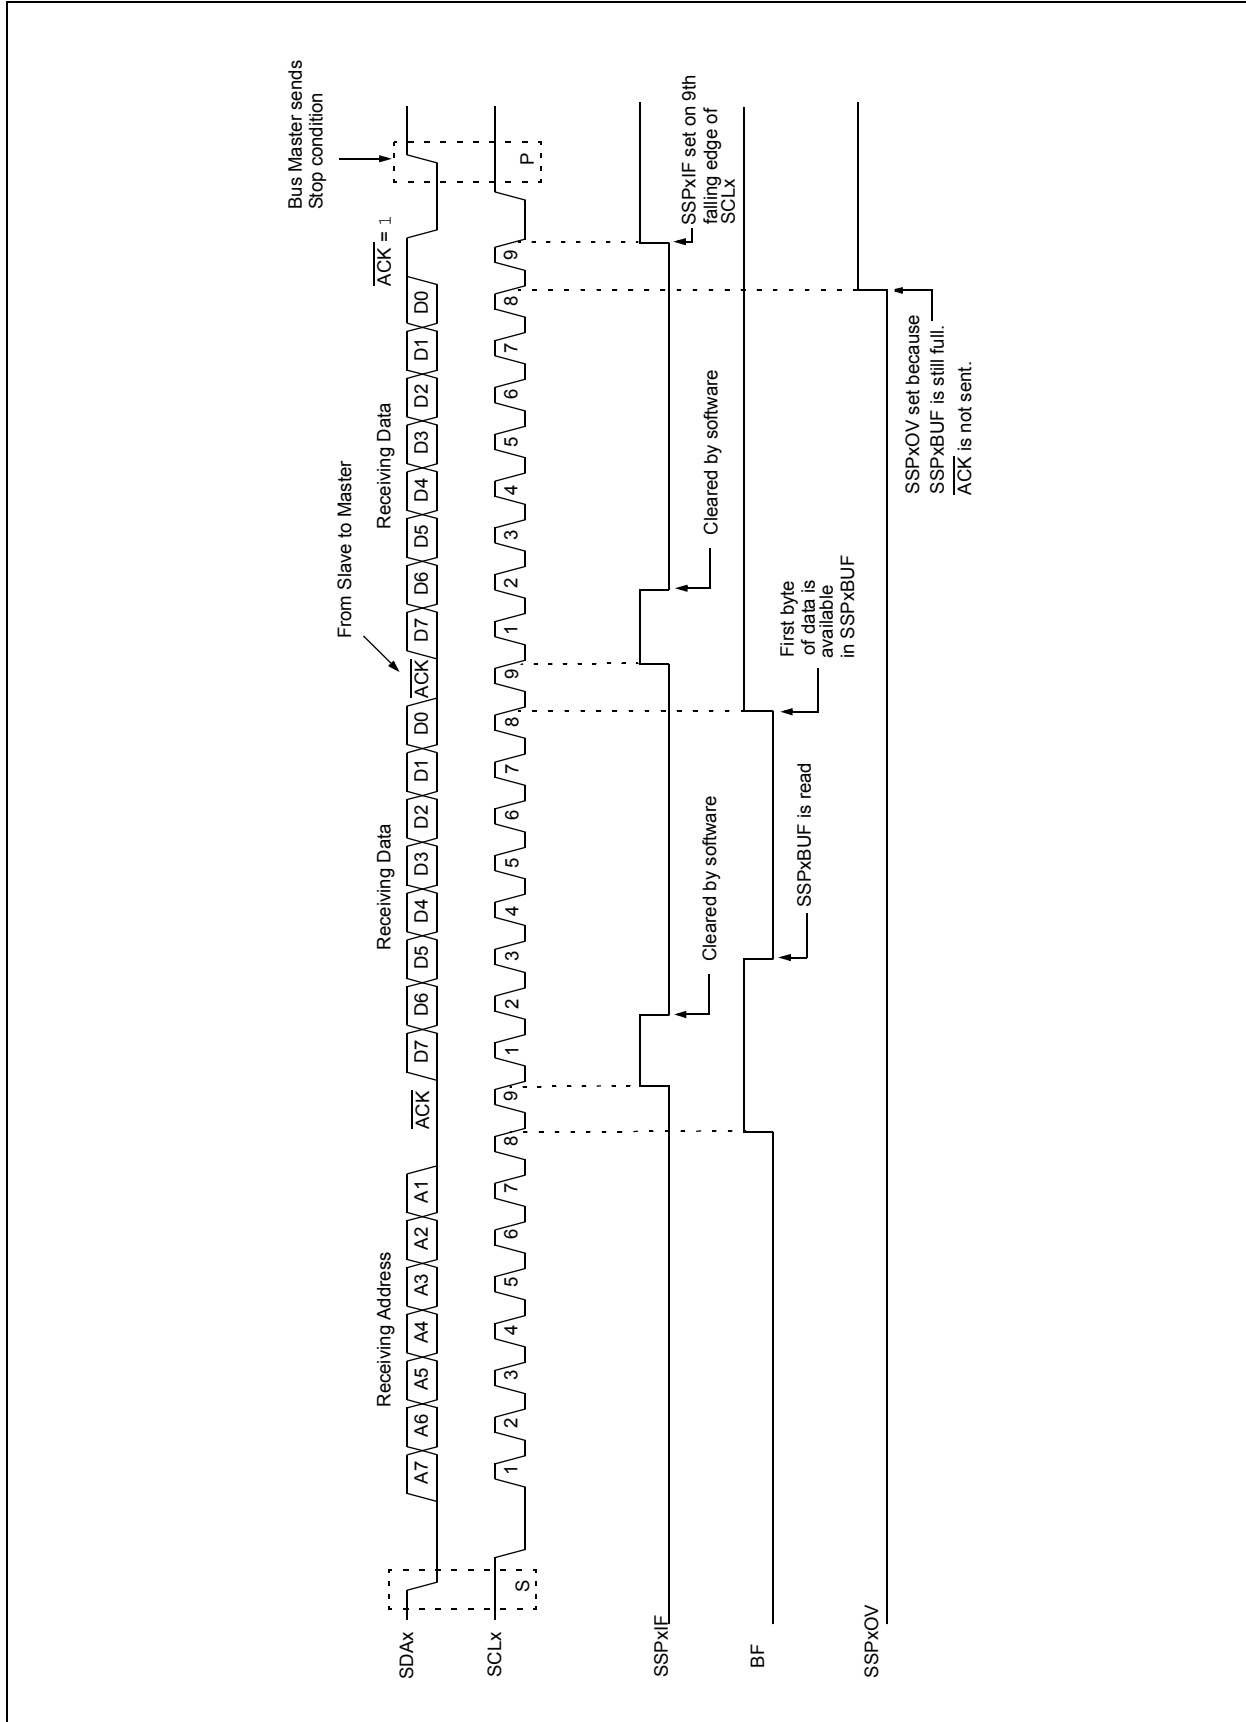 Bus Master sends
Stop condition
From Slave to Master
Receiving Address
Receiving Data
Receiving Data
ACK = 1
SDAx
A7 A6 A5 A4 A3 A2 A1 ACK D7 D6 D5 D4 D3 D2 D1 D0 ACK D7 D6 D5 D4 D3 D2 D1 D0
SCLx
S 1 2 3 4 5 6 7 8 9 1 2 3 4 5 6 7 8 9 1 2 3 4 5 6 7 8 9 P
SSPxIF
Cleared by software
Cleared by software
SSPxIF set on 9th
falling edge of
SCLx
BF
SSPxBUF is read
First byte
of data is
available
in SSPxBUF
SSPxOV
SSPxOV set because
SSPxBUF is still full.
ACK is not sent.